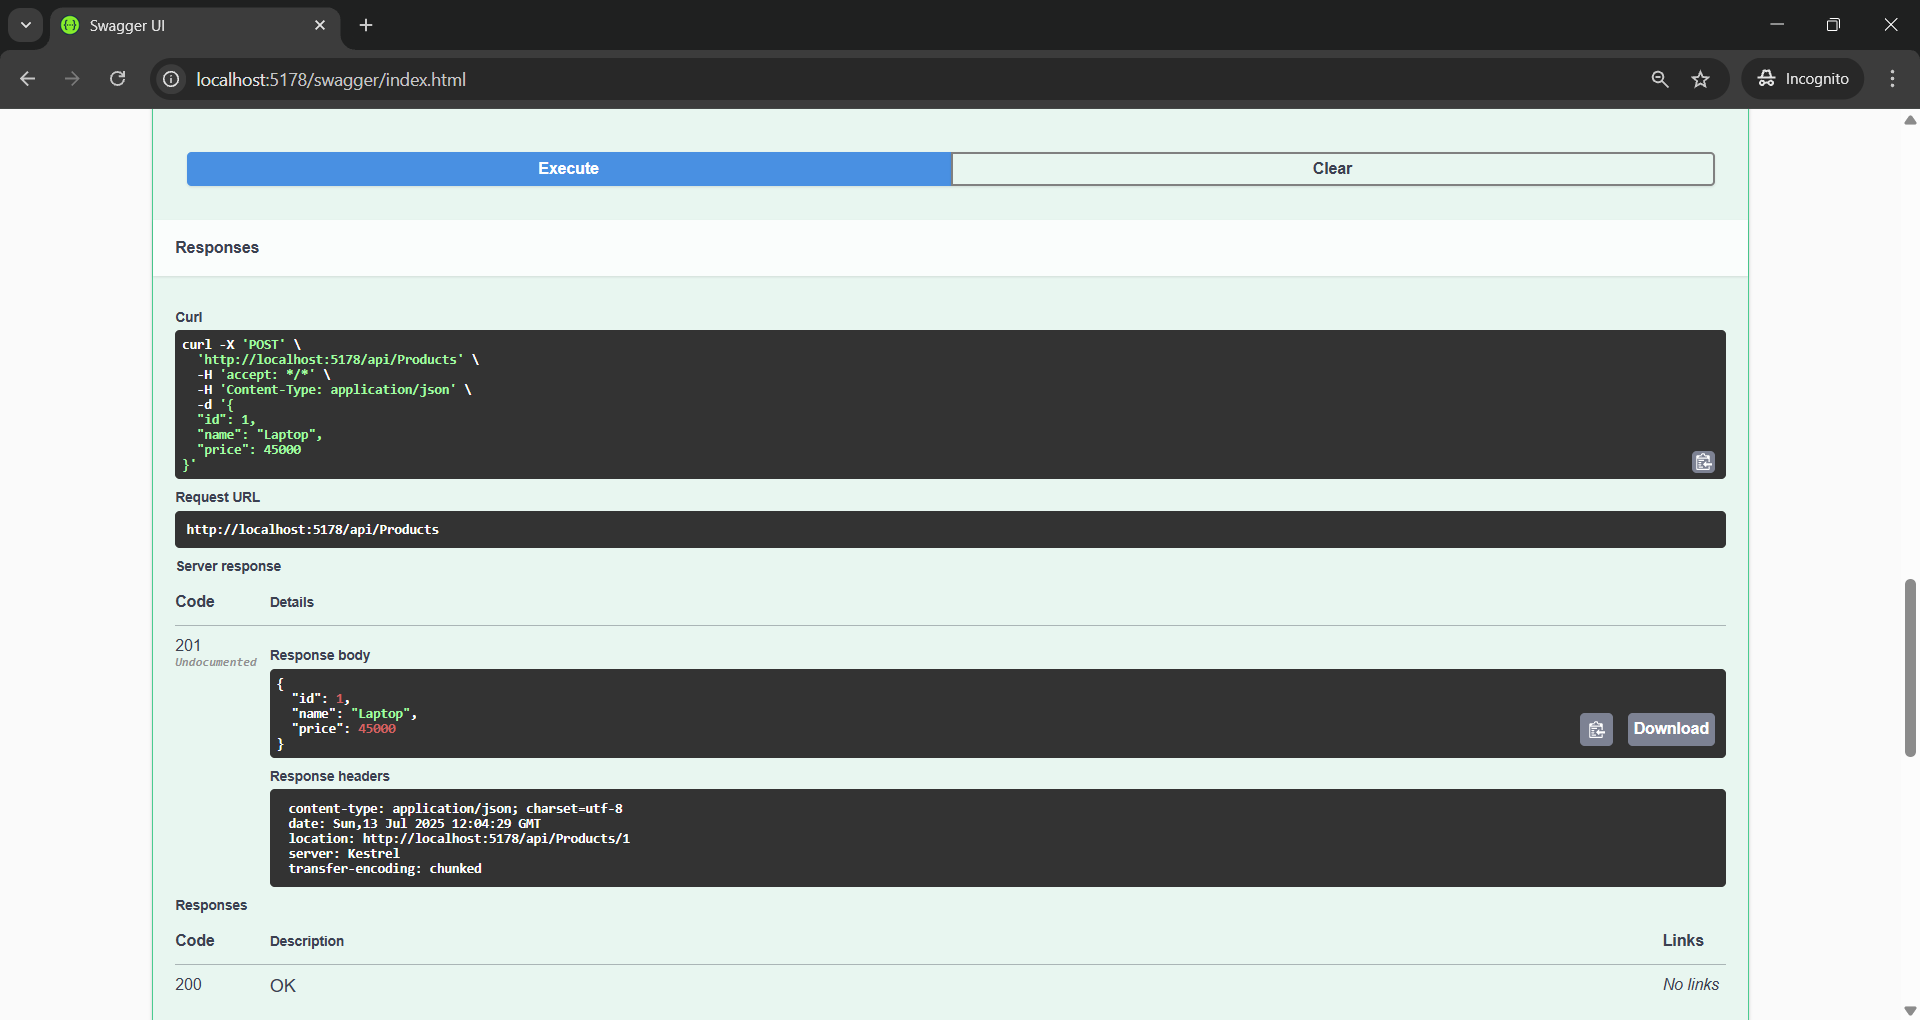 Swagger UI
localhost:5178/swagger/index.html
Incognito
Execute
Clear
Responses
Curl
curl -X 'POST' \
'http://localhost:5178/api/Products' \
-H 'accept: */*' \
-H 'Content-Type: application/json' \
-d '{
"id": 1,
"name": "Laptop",
"price": 45000
}'
Request URL
http://localhost:5178/api/Products
Server response
Code Details
201
Undocumented
Response body
{
"id": 1,
"name": "Laptop",
"price": 45000
}
Download
Response headers
content-type: application/json; charset=utf-8
date: Sun,13 Jul 2025 12:04:29 GMT
location: http://localhost:5178/api/Products/1
server: Kestrel
transfer-encoding: chunked
Responses
Code Description Links
200 OK No links